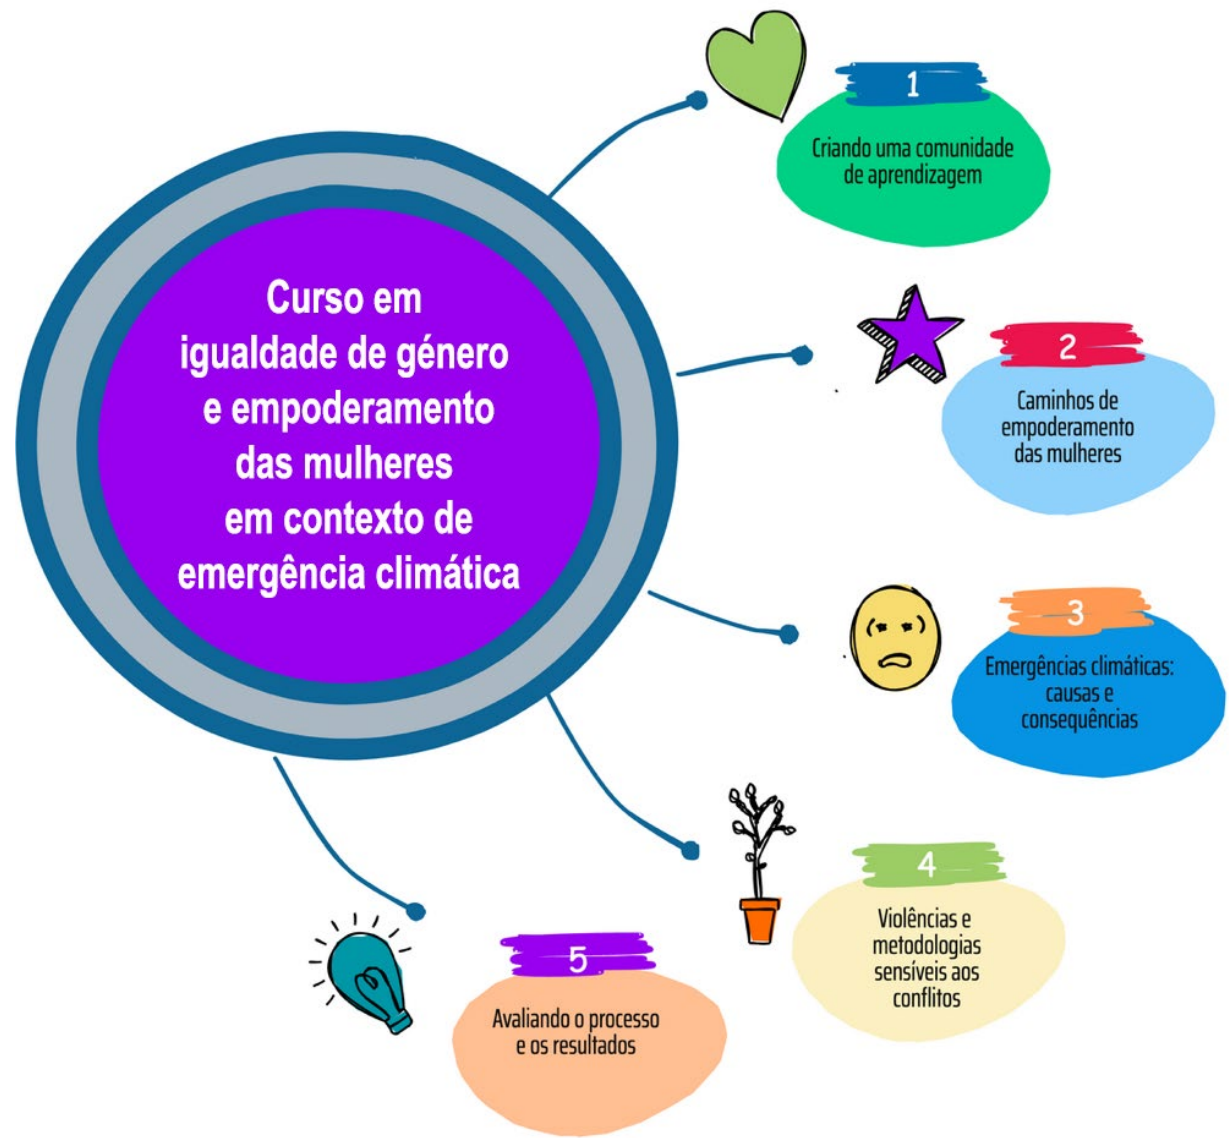 Curso em
igualdade de género
e empoderamento
das mulheres
em contexto de
emergência climática
1
Criando uma comunidade
de aprendizagem
2
Caminhos de
empoderamento
das mulheres
3
Emergências climáticas:
causas e
consequências
4
Violências e
metodologias
sensíveis aos
conflitos
5
Avaliando o processo
e os resultados